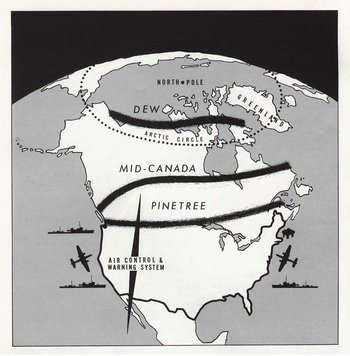 NORTH POLE
GREENLAND
DEW
ARCTIC CIRCLE
MID-CANADA
PINETREE
AIR CONTROL &
WARNING SYSTEM